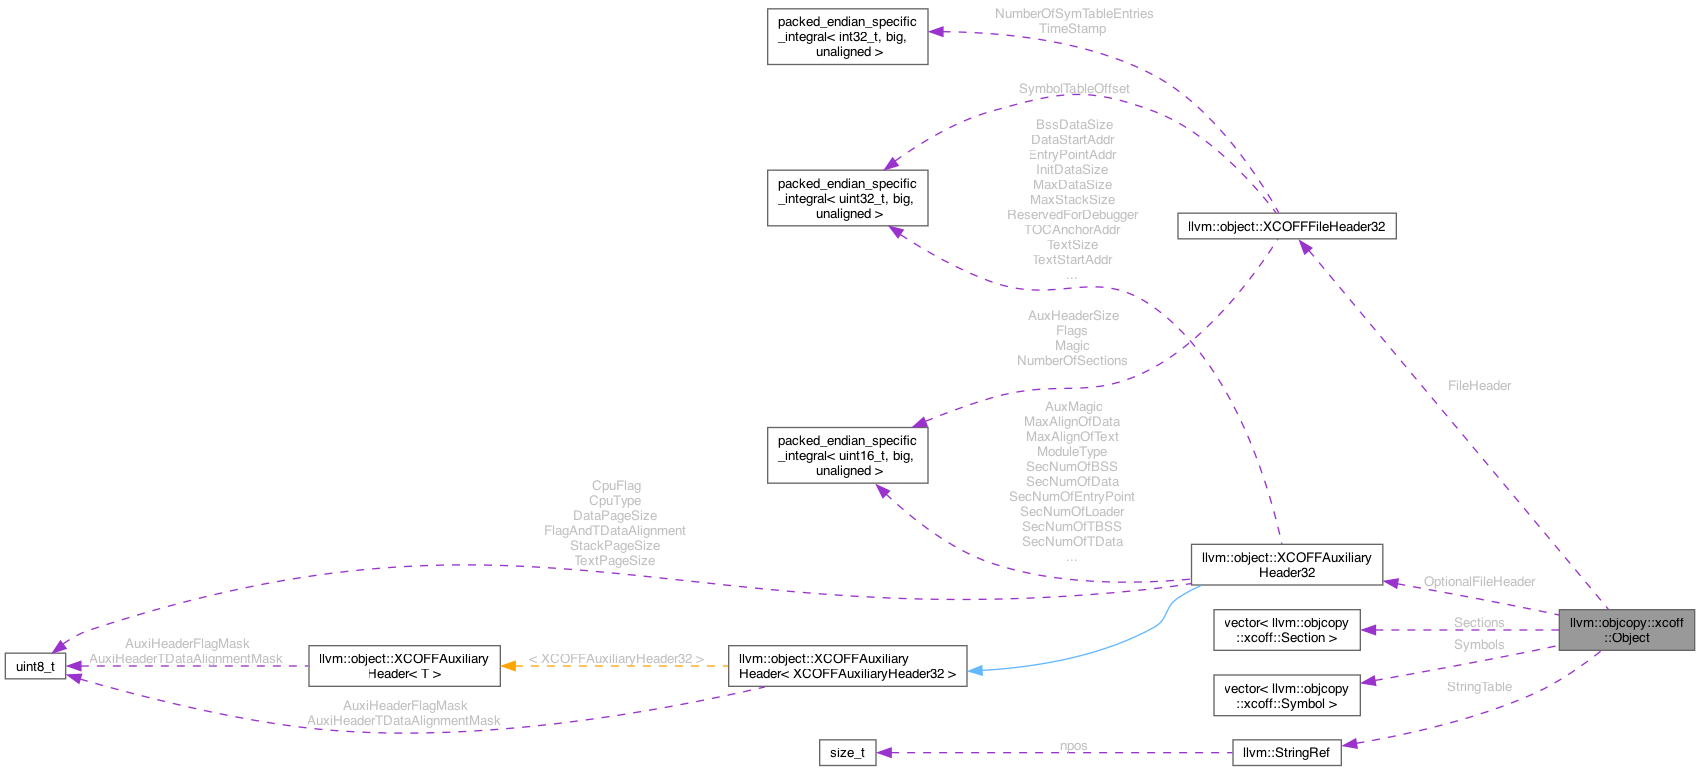 packed_endian_specific
_integral< int32_t, big,
unaligned >
NumberOfSymTableEntries
TimeStamp
SymbolTableOffset
packed_endian_specific
_integral< uint32_t, big,
unaligned >
BssDataSize
DataStartAddr
EntryPointAddr
InitDataSize
MaxDataSize
MaxStackSize
ReservedForDebugger
TOCAnchorAddr
TextSize
TextStartAddr
...
llvm::object::XCOFFFileHeader32
AuxHeaderSize
Flags
Magic
NumberOfSections
FileHeader
packed_endian_specific
_integral< uint16_t, big,
unaligned >
AuxMagic
MaxAlignOfData
MaxAlignOfText
ModuleType
SecNumOfBSS
SecNumOfData
SecNumOfEntryPoint
SecNumOfLoader
SecNumOfTBSS
SecNumOfTData
...
CpuFlag
CpuType
DataPageSize
FlagAndTDataAlignment
StackPageSize
TextPageSize
llvm::object::XCOFFAuxiliary
Header32
OptionalFileHeader
llvm::objcopy::xcoff
::Object
vector< llvm::objcopy
::xcoff::Section >
Sections
Symbols
vector< llvm::objcopy
::xcoff::Symbol >
StringTable
uint8_t
AuxiHeaderFlagMask
AuxiHeaderTDataAlignmentMask
llvm::object::XCOFFAuxiliary
Header< T >
< XCOFFAuxiliaryHeader32 >
llvm::object::XCOFFAuxiliary
Header< XCOFFAuxiliaryHeader32 >
AuxiHeaderFlagMask
AuxiHeaderTDataAlignmentMask
size_t
npos
llvm::StringRef